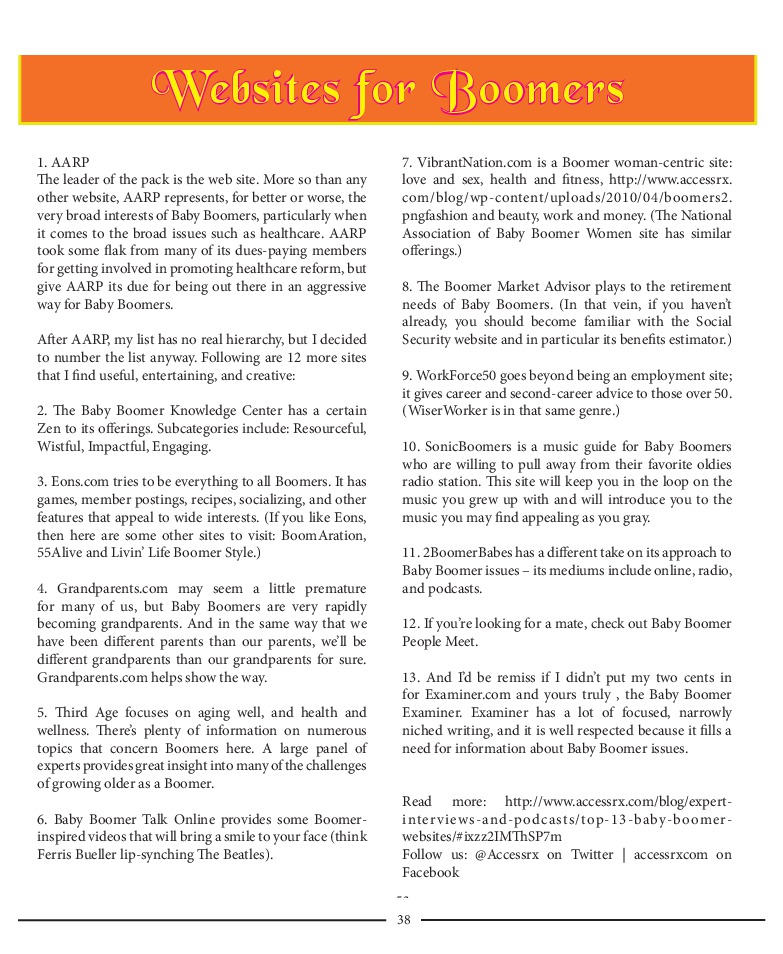 Websites for Boomers
1. AARP
The leader of the pack is the web site. More so than any
other website, AARP represents, for better or worse, the
very broad interests of Baby Boomers, particularly when
it comes to the broad issues such as healthcare. AARP
took some flak from many of its dues-paying members
for getting involved in promoting healthcare reform, but
give AARP its due for being out there in an aggressive
way for Baby Boomers.
After AARP, my list has no real hierarchy, but I decided
to number the list anyway. Following are 12 more sites
that I find useful, entertaining, and creative:
2. The Baby Boomer Knowledge Center has a certain
Zen to its offerings. Subcategories include: Resourceful,
Wistful, Impactful, Engaging.
3. Eons.com tries to be everything to all Boomers. It has
games, member postings, recipes, socializing, and other
features that appeal to wide interests. (If you like Eons,
then here are some other sites to visit: BoomAration,
55Alive and Livin’ Life Boomer Style.)
4. Grandparents.com may seem a little premature
for many of us, but Baby Boomers are very rapidly
becoming grandparents. And in the same way that we
have been different parents than our parents, we’ll be
different grandparents than our grandparents for sure.
Grandparents.com helps show the way.
5. Third Age focuses on aging well, and health and
wellness. There’s plenty of information on numerous
topics that concern Boomers here. A large panel of
experts provides great insight into many of the challenges
of growing older as a Boomer.
6. Baby Boomer Talk Online provides some Boomer-
inspired videos that will bring a smile to your face (think
Ferris Bueller lip-synching The Beatles).
7. VibrantNation.com is a Boomer woman-centric site:
love and sex, health and fitness, http://www.accessrx.
com/blog/wp-content/uploads/2010/04/boomers2.
pngfashion and beauty, work and money. (The National
Association of Baby Boomer Women site has similar
offerings.)
8. The Boomer Market Advisor plays to the retirement
needs of Baby Boomers. (In that vein, if you haven’t
already, you should become familiar with the Social
Security website and in particular its benefits estimator.)
9. WorkForce50 goes beyond being an employment site;
it gives career and second-career advice to those over 50.
(WiserWorker is in that same genre.)
10. SonicBoomers is a music guide for Baby Boomers
who are willing to pull away from their favorite oldies
radio station. This site will keep you in the loop on the
music you grew up with and will introduce you to the
music you may find appealing as you gray.
11. 2BoomerBabes has a different take on its approach to
Baby Boomer issues – its mediums include online, radio,
and podcasts.
12. If you’re looking for a mate, check out Baby Boomer
People Meet.
13. And I’d be remiss if I didn’t put my two cents in
for Examiner.com and yours truly , the Baby Boomer
Examiner. Examiner has a lot of focused, narrowly
niched writing, and it is well respected because it fills a
need for information about Baby Boomer issues.
Read more: http://www.accessrx.com/blog/expert-
interviews-and-podcasts/top-13-baby-boomer-
websites/#ixzz2IMThSP7m
Follow us: @Accessrx on Twitter | accessrxcom on
Facebook
38